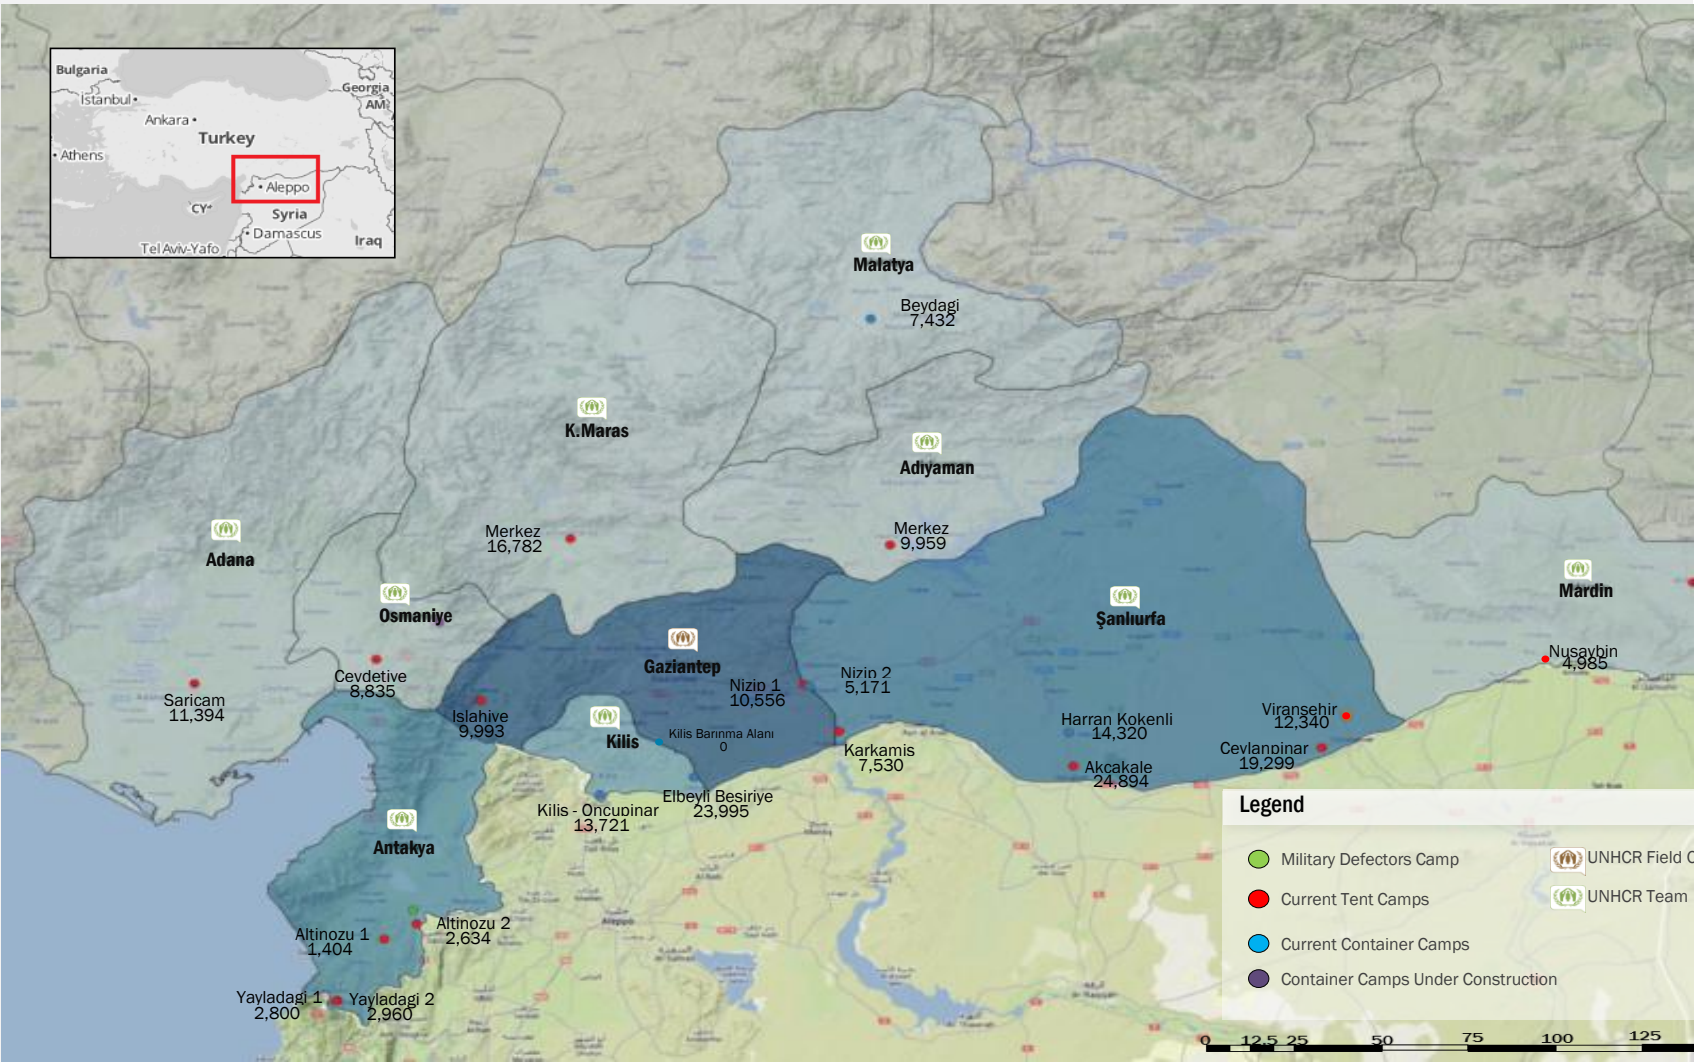 Bulgaria
Georgia
Istanbul
AM
Ankara
Turkey
Athens
Aleppo
CY
Syria
Damascus
Iraq
Tel Aviv-Yafo
Malatya
Beydagi
7,432
K.Maras
Adıyaman
Merkez
16,782
Merkez
9,959
Adana
Osmaniye
Şanlıurfa
Mardin
Gaziantep
Nusaybin
4,985
Cevdetiye
8,835
Saricam
11,394
Islahiye
9,993
Nizip 1
10,556
Nizip 2
5,171
Kilis
Kilis Barınma Alanı
0
Harran Kokenli
14,320
Viransehir
12,340
Karkamis
7,530
Ceylanpinar
19,299
Akcakale
24,894
Elbeyli Besiriye
23,995
Kilis - Oncupinar
13,721
Antakya
Altinozu 1
1,404
Altinozu 2
2,634
Yayladagi 1
2,800
Yayladagi 2
2,960
Legend
Military Defectors Camp
Current Tent Camps
Current Container Camps
Container Camps Under Construction
UNHCR Field
UNHCR Team
0 12,5 25 50 75 100 125